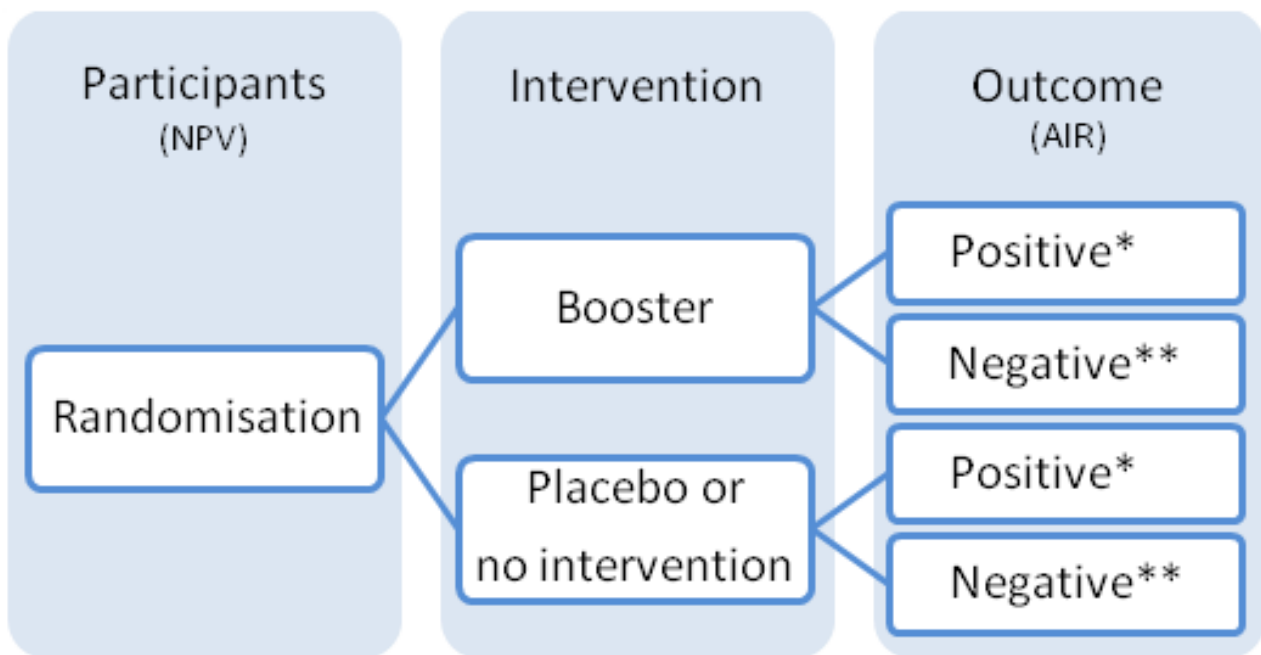 Participants
(NPV)
Randomisation
Intervention
Booster
Placebo or
no intervention
Outcome
(AIR)
Positive*
Negative**
Positive*
Negative**